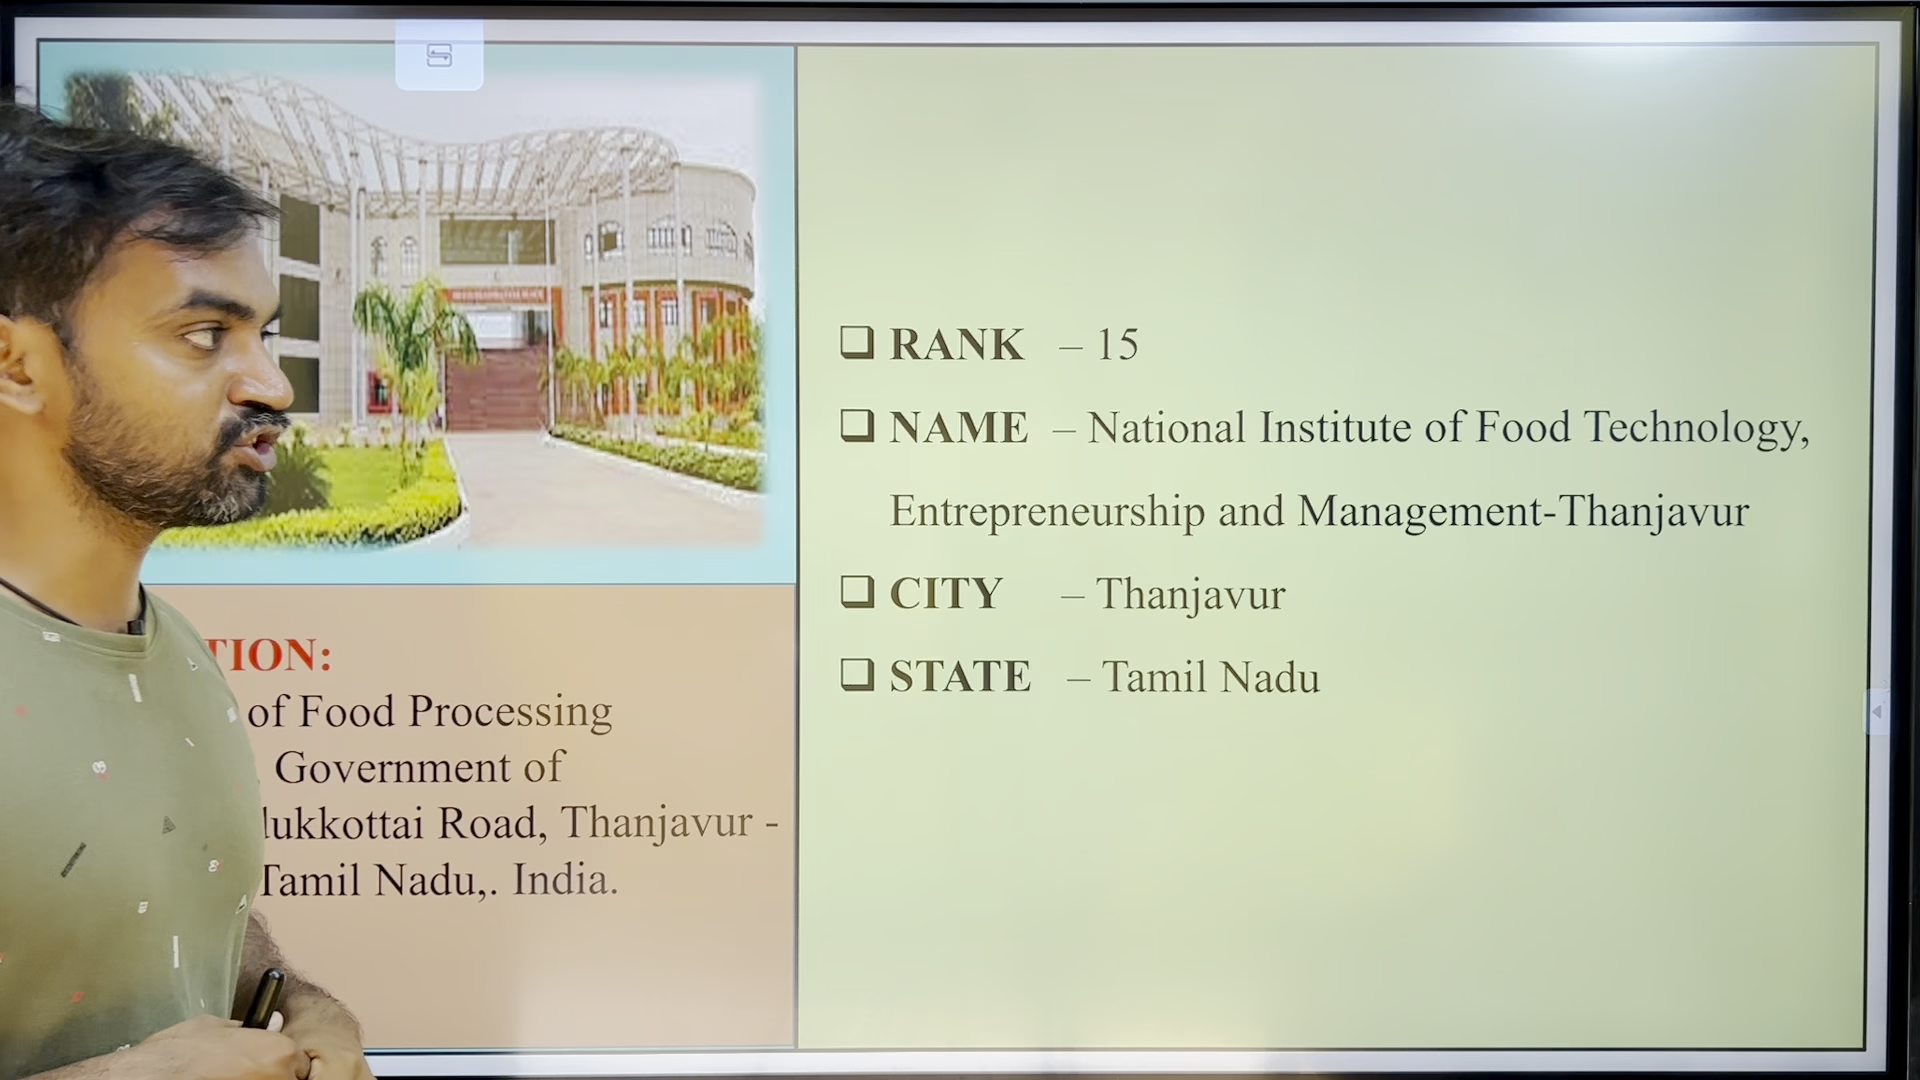 TION:
of Food Processing
Government of
lukkottai Road, Thanjavur -
Tamil Nadu,. India.
❑ RANK – 15
❑ NAME – National Institute of Food Technology,
Entrepreneurship and Management-Thanjavur
❑ CITY – Thanjavur
❑ STATE – Tamil Nadu